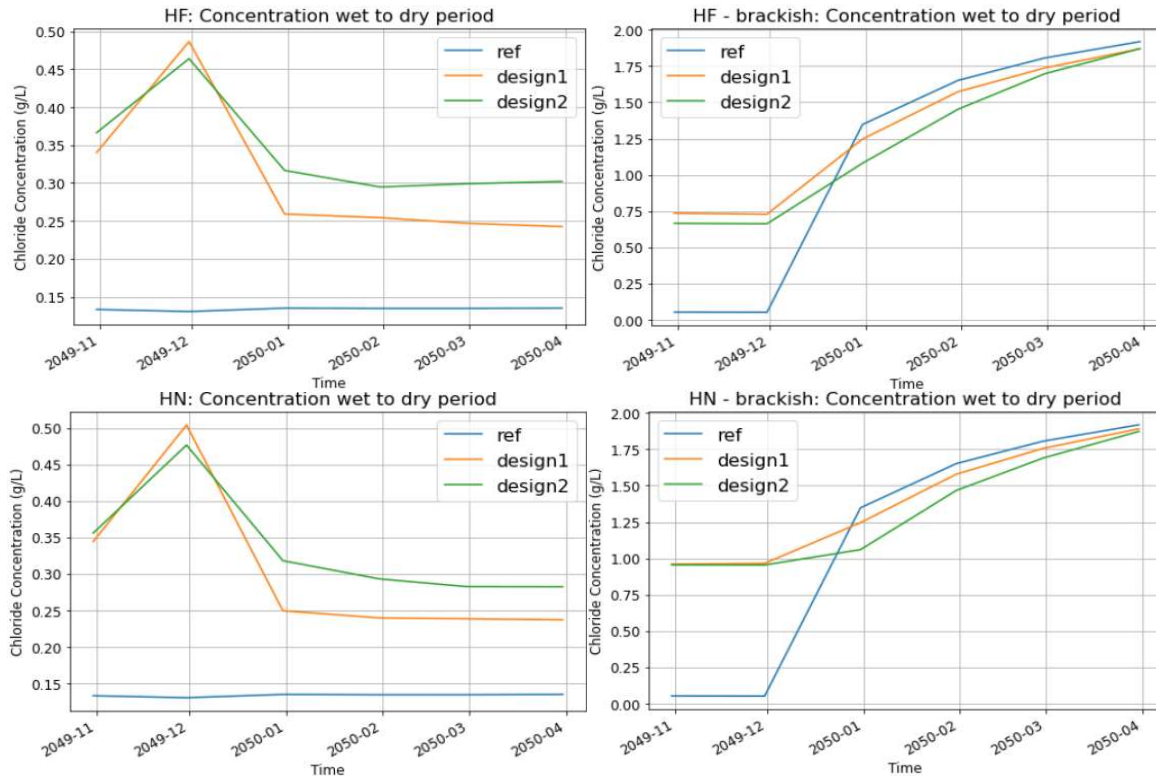 HF: Concentration wet to dry period
0.50
0.45
0.40
0.35
0.30
0.25
0.20
0.15
Chloride Concentration (g/L)
ref
design1
design2
2049-11
2049-12
2050-01
2050-02
2050-03
2050-04
Time
HF - brackish: Concentration wet to dry period
2.00
1.75
1.50
1.25
1.00
0.75
0.50
0.25
0.00
Chloride Concentration (g/L)
ref
design1
design2
2049-11
2049-12
2050-01
2050-02
2050-03
2050-04
Time
HN: Concentration wet to dry period
0.50
0.45
0.40
0.35
0.30
0.25
0.20
0.15
Chloride Concentration (g/L)
ref
design1
design2
2049-11
2049-12
2050-01
2050-02
2050-03
2050-04
Time
HN - brackish: Concentration wet to dry period
2.00
1.75
1.50
1.25
1.00
0.75
0.50
0.25
0.00
Chloride Concentration (g/L)
ref
design1
design2
2049-11
2049-12
2050-01
2050-02
2050-03
2050-04
Time